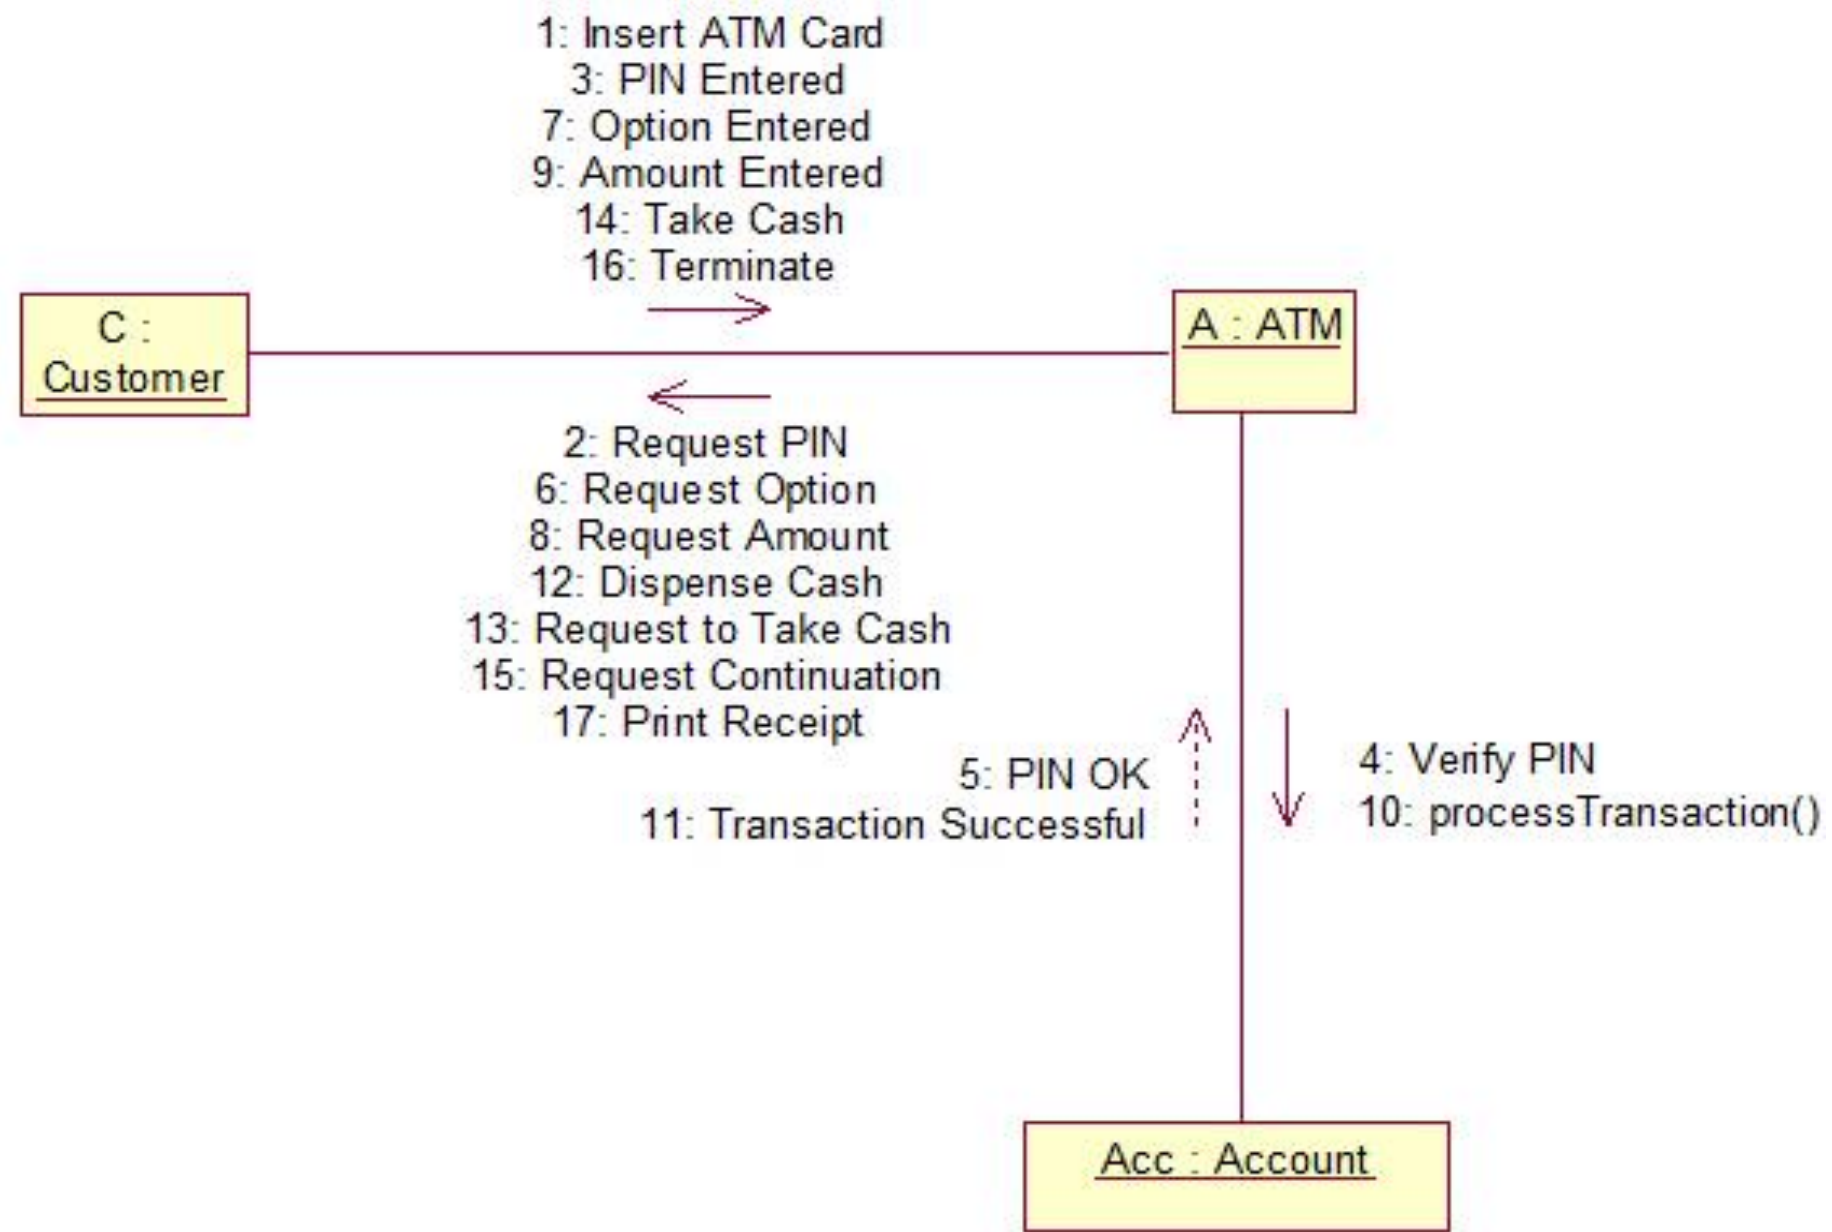 1: Insert ATM Card
3: PIN Entered
7: Option Entered
9: Amount Entered
14: Take Cash
16: Terminate
C :
Customer
A : ATM
2: Request PIN
6: Request Option
8: Request Amount
12: Dispense Cash
13: Request to Take Cash
15: Request Continuation
17: Print Receipt
5: PIN OK
11: Transaction Successful
4: Verify PIN
10: processTransaction()
Acc : Account